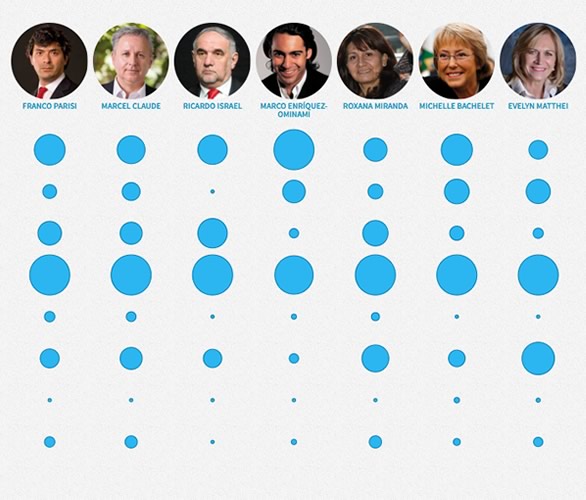 FRANCO PARISI
MARCEL CLAUDE
RICARDO ISRAEL
MARCO ENRÍQUEZ-
OMINAMI
ROXANA MIRANDA
MICHELLE BACHELET
EVELYN MATTHEI